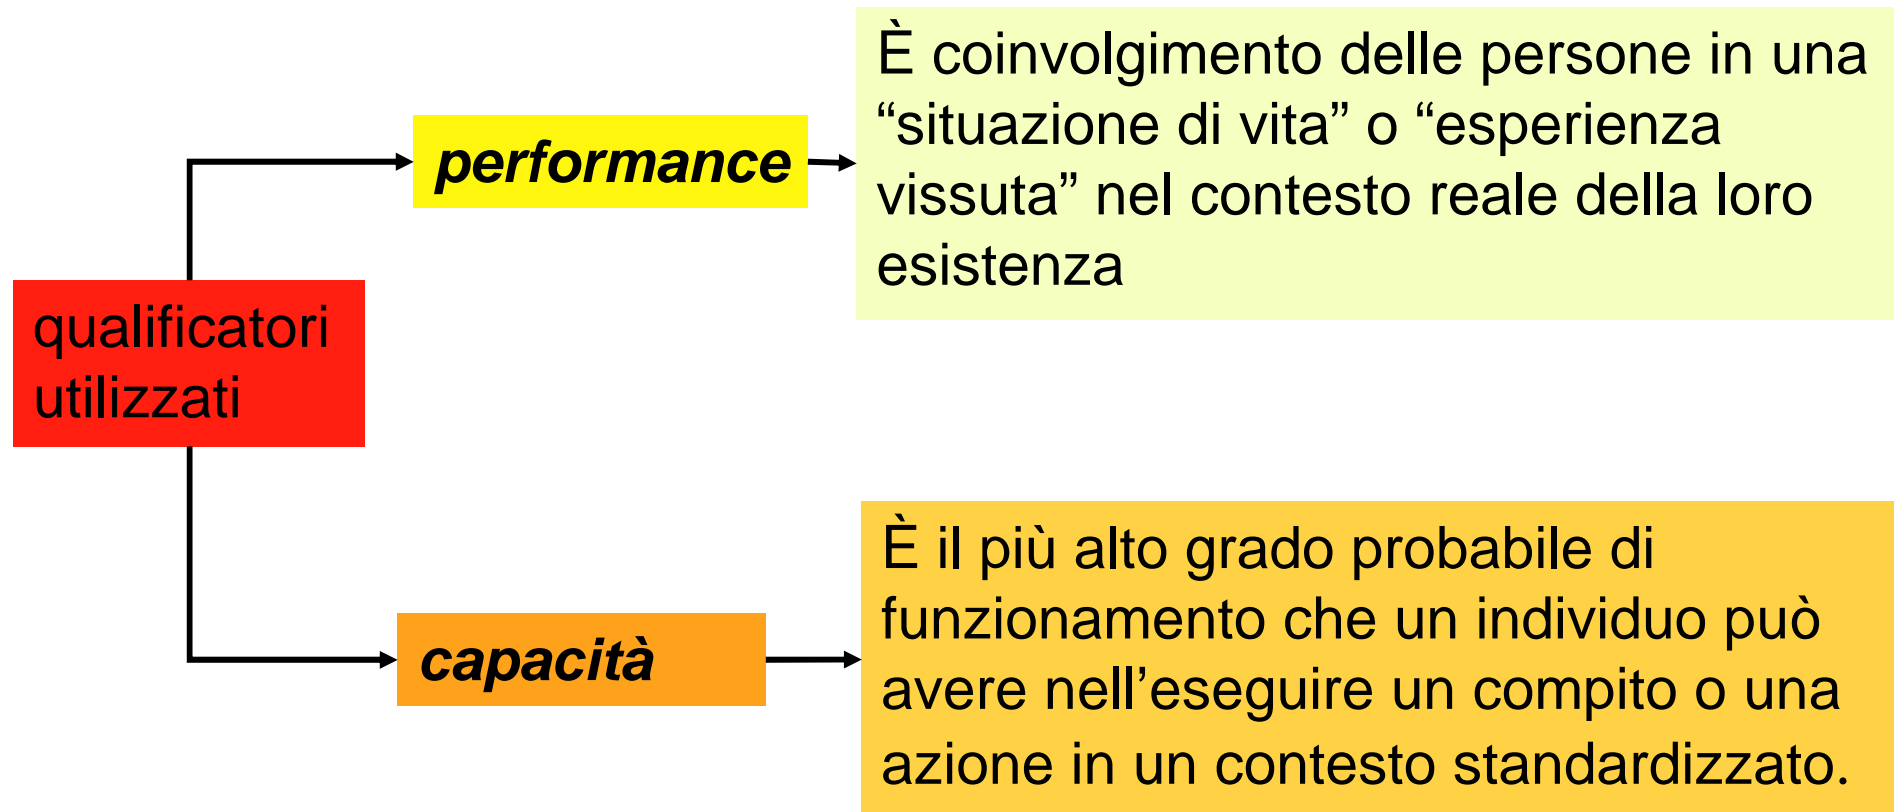 qualificatori
utilizzati
performance
È coinvolgimento delle persone in una
“situazione di vita” o “esperienza
vissuta” nel contesto reale della loro
esistenza
capacità
È il più alto grado probabile di
funzionamento che un individuo può
avere nell’eseguire un compito o una
azione in un contesto standardizzato.